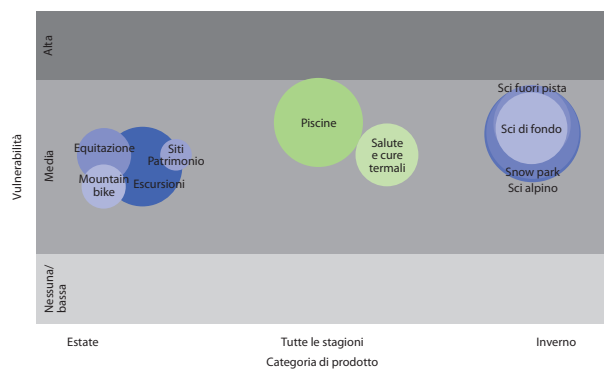 Vulnerabilità
Alta
Media
Nessuna/
bassa
Equitazione
Mountain
bike
Siti
Patrimonio
Escursioni
Piscine
Salute
e cure
termali
Sci fuori pista
Sci di fondo
Snow park
Sci alpino
Estate
Tutte le stagioni
Inverno
Categoria di prodotto